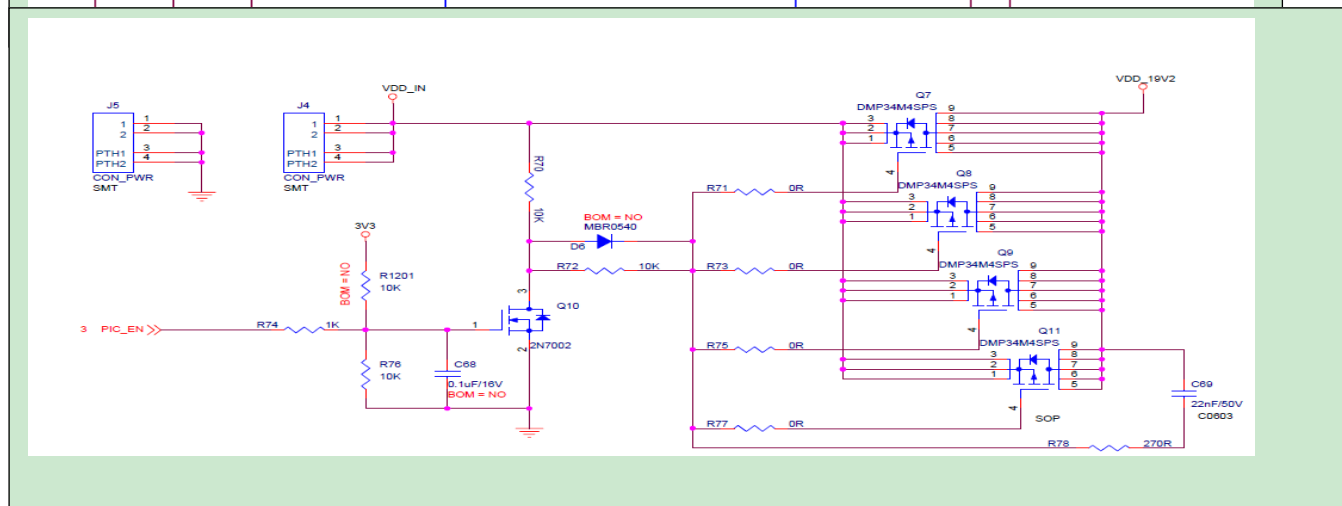 VDD_19V2
VDD_IN
J5
1
2
PTH1
PTH2
1
2
3
4
CON_PWR
SMT
J4
1
2
PTH1
PTH2
1
2
3
4
CON_PWR
SMT
Q7
DMP34M4SPS
3
2
1
4
9
8
7
6
5
R70
10K
Q8
DMP34M4SPS
3
2
1
4
9
8
7
6
5
R71 0R
BOM = NO
MBR0540
D6
3V3
R72 10K
R73 0R
Q9
DMP34M4SPS
3
2
1
4
9
8
7
6
5
BOM = NO
R1201
10K
3
Q10
1
2
2N7002
3 PIC_EN
R74 1K
R75 0R
Q11
DMP34M4SPS
3
2
1
4
9
8
7
6
5
R76
10K
C68
0.1uF/16V
BOM = NO
C69
22nF/50V
C0603
SOP
R77 0R
R78 270R